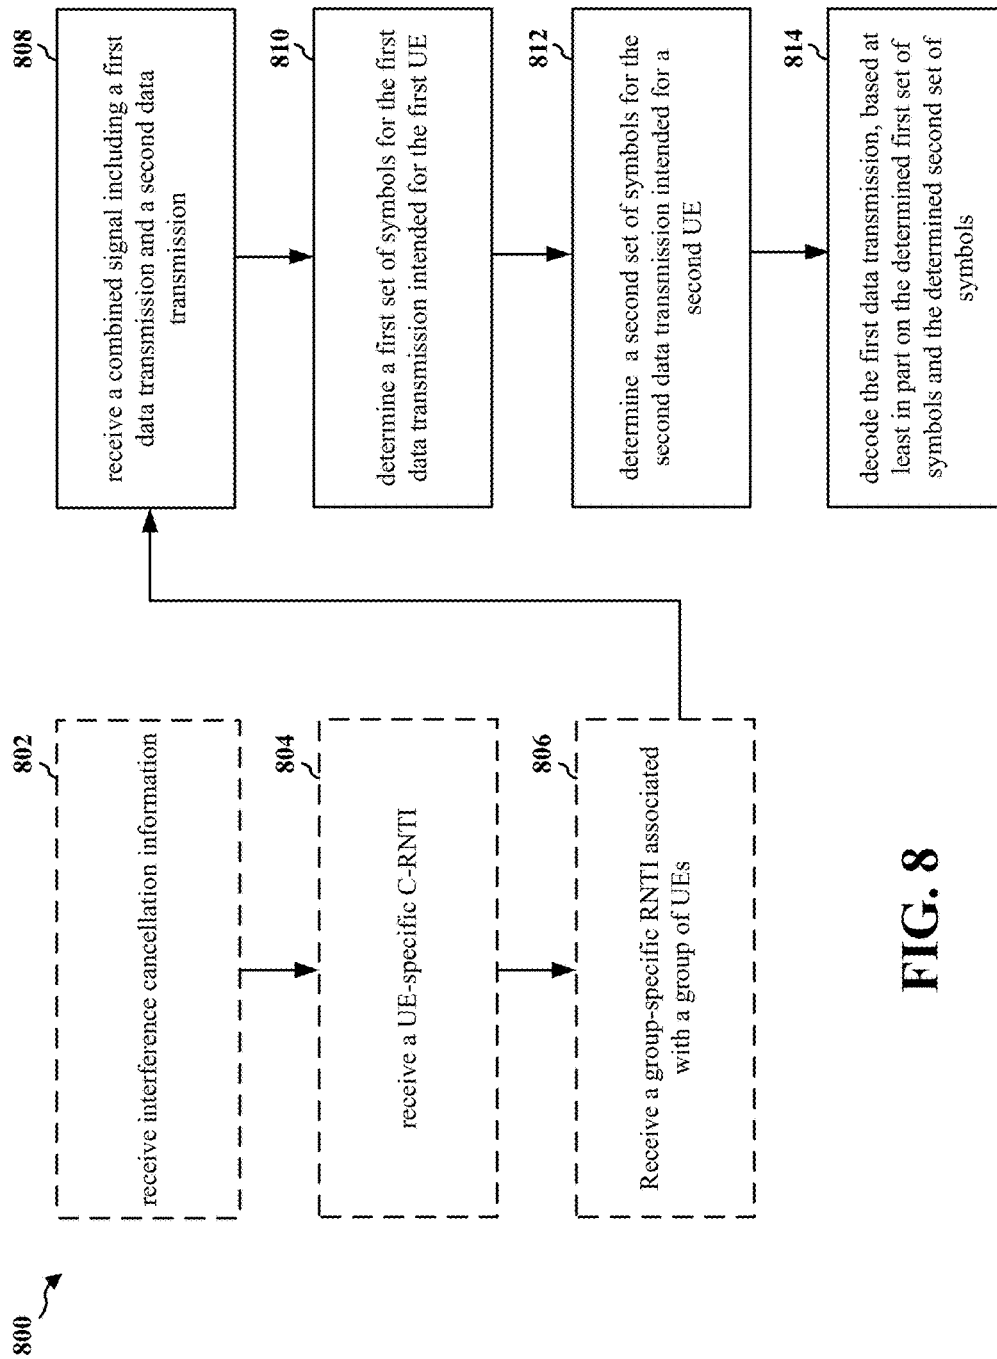 800
802
receive interference cancellation information
804
receive a UE-specific C-RNTI
806
Receive a group-specific RNTI associated
with a group of UEs
808
receive a combined signal including a first
data transmission and a second data
transmission
810
determine a first set of symbols for the first
data transmission intended for the first UE
812
determine a second set of symbols for the
second data transmission intended for a
second UE
814
decode the first data transmission, based at
least in part on the determined first set of
symbols and the determined second set of
symbols
FIG. 8